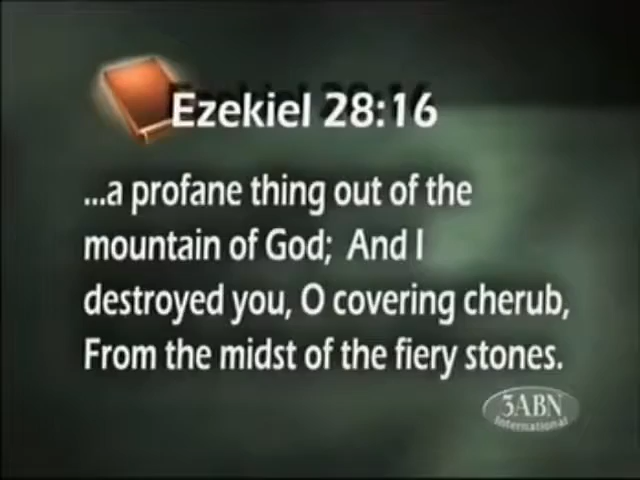 Ezekiel 28:16
...a profane thing out of the
mountain of God;  And I
destroyed you, O covering cherub,
From the midst of the fiery stones.
3ABN
International